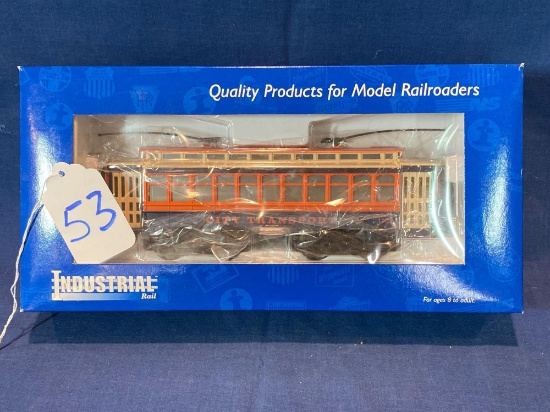 Quality Products for Model Railroaders
53
CITY TRANSPORT
INDUSTRIAL
Rail
For ages 8 to adult.